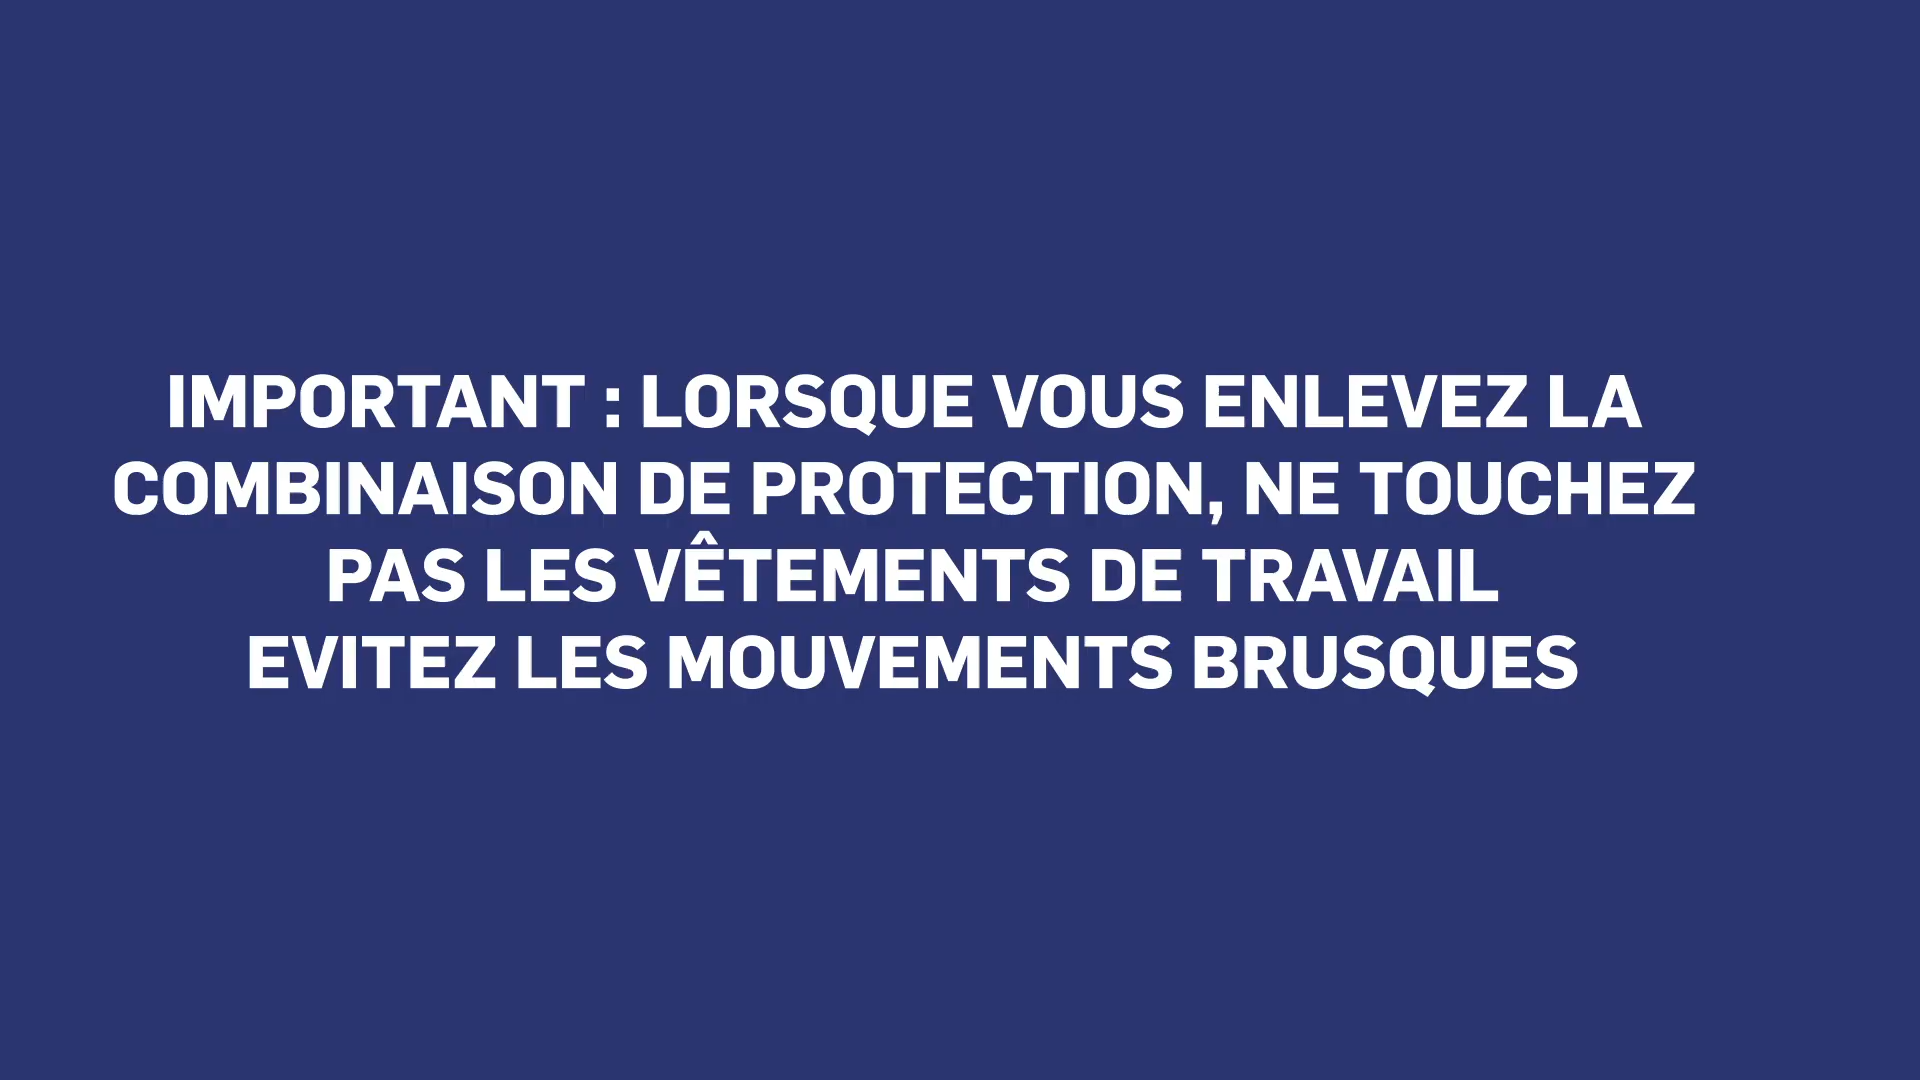 IMPORTANT : LORSQUE VOUS ENLEVEZ LA
COMBINAISON DE PROTECTION, NE TOUCHEZ
PAS LES VÊTEMENTS DE TRAVAIL
EVITEZ LES MOUVEMENTS BRUSQUES